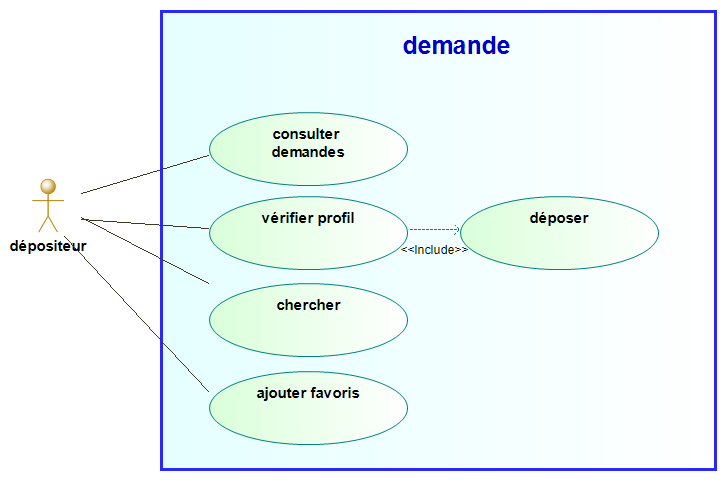 demande
consulter
demandes
vérifier profil
déposer
<<Include>>
dépositeur
chercher
ajouter favoris